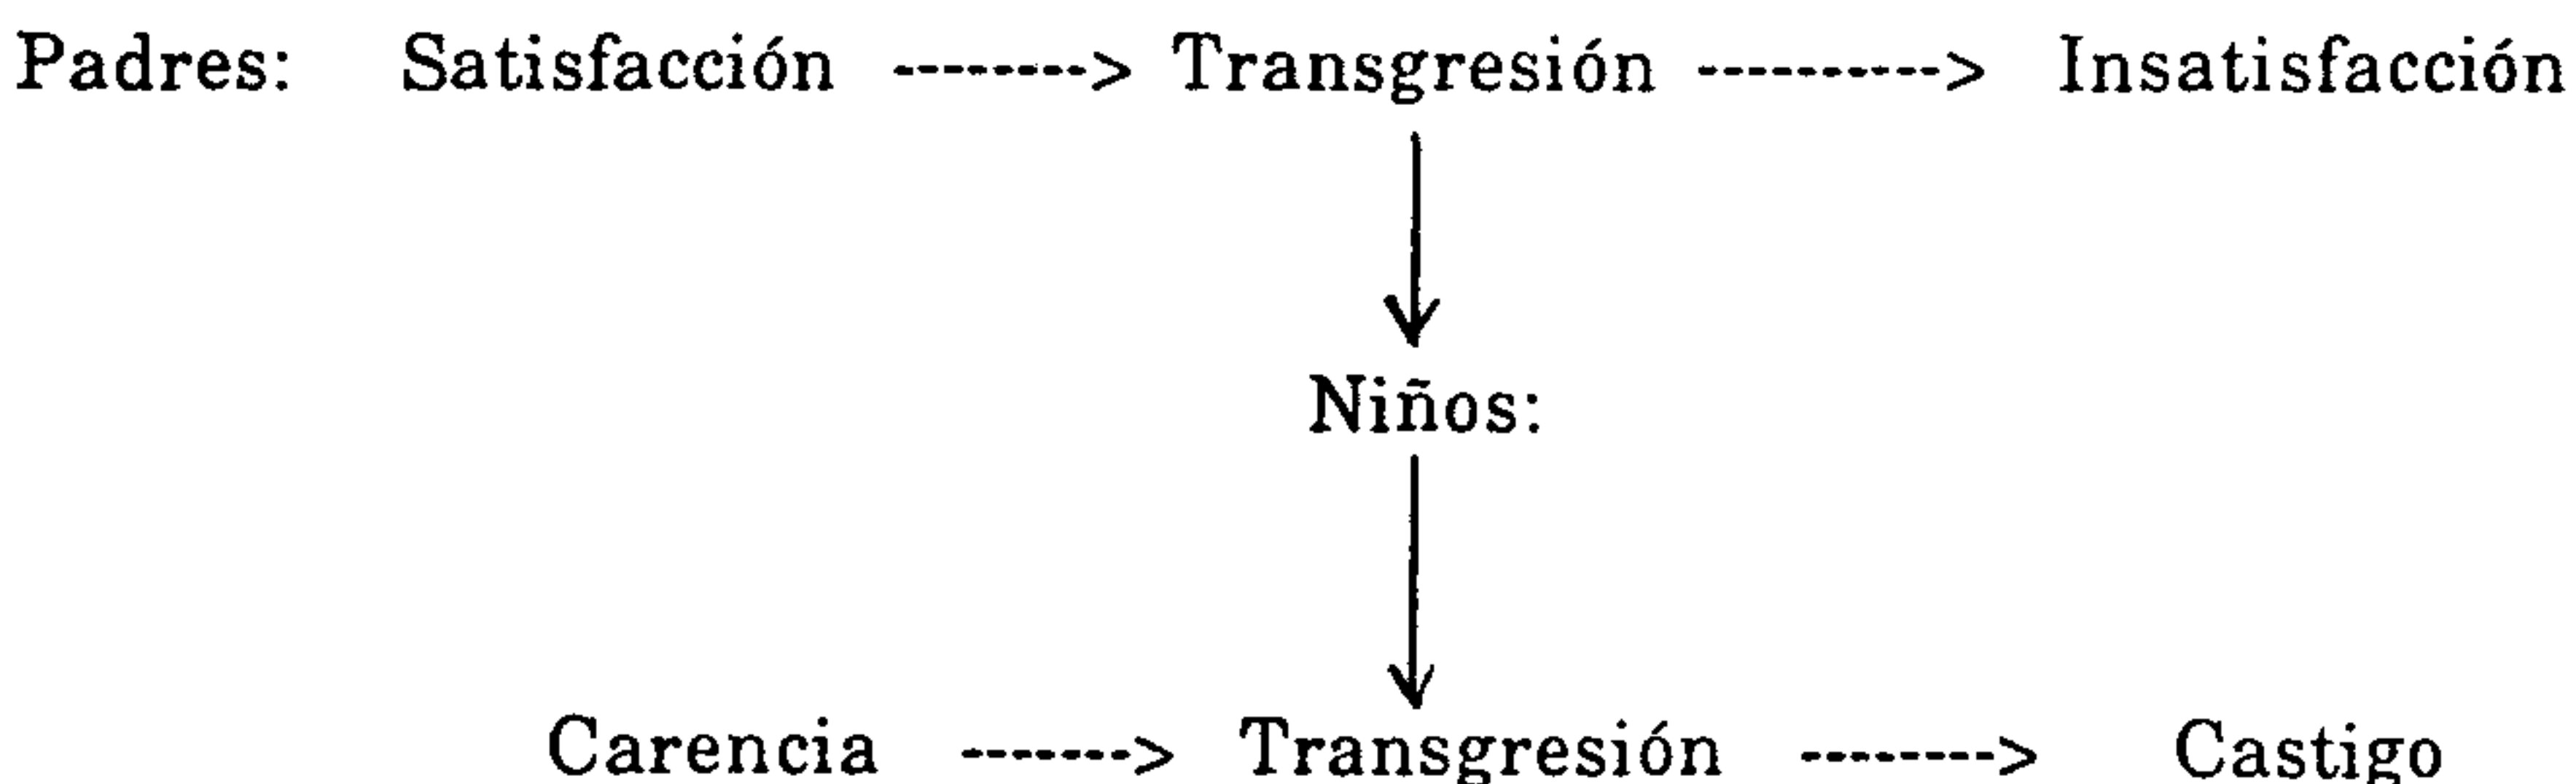 Padres: Satisfacción --------> Transgresión ----------> Insatisfacción
Niños:
Carencia -------> Transgresión --------> Castigo